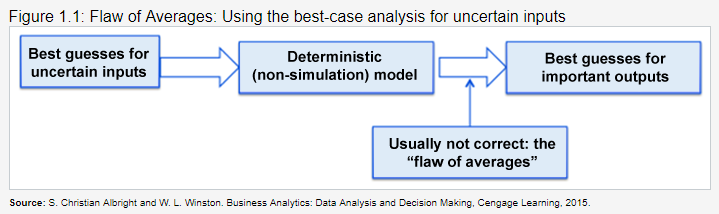 Figure 1.1: Flaw of Averages: Using the best-case analysis for uncertain inputs
Best guesses for
uncertain inputs
Deterministic
(non-simulation) model
Best guesses for
important outputs
Usually not correct: the
“flaw of averages”
Source: S. Christian Albright and W. L. Winston. Business Analytics: Data Analysis and Decision Making, Cengage Learning, 2015.